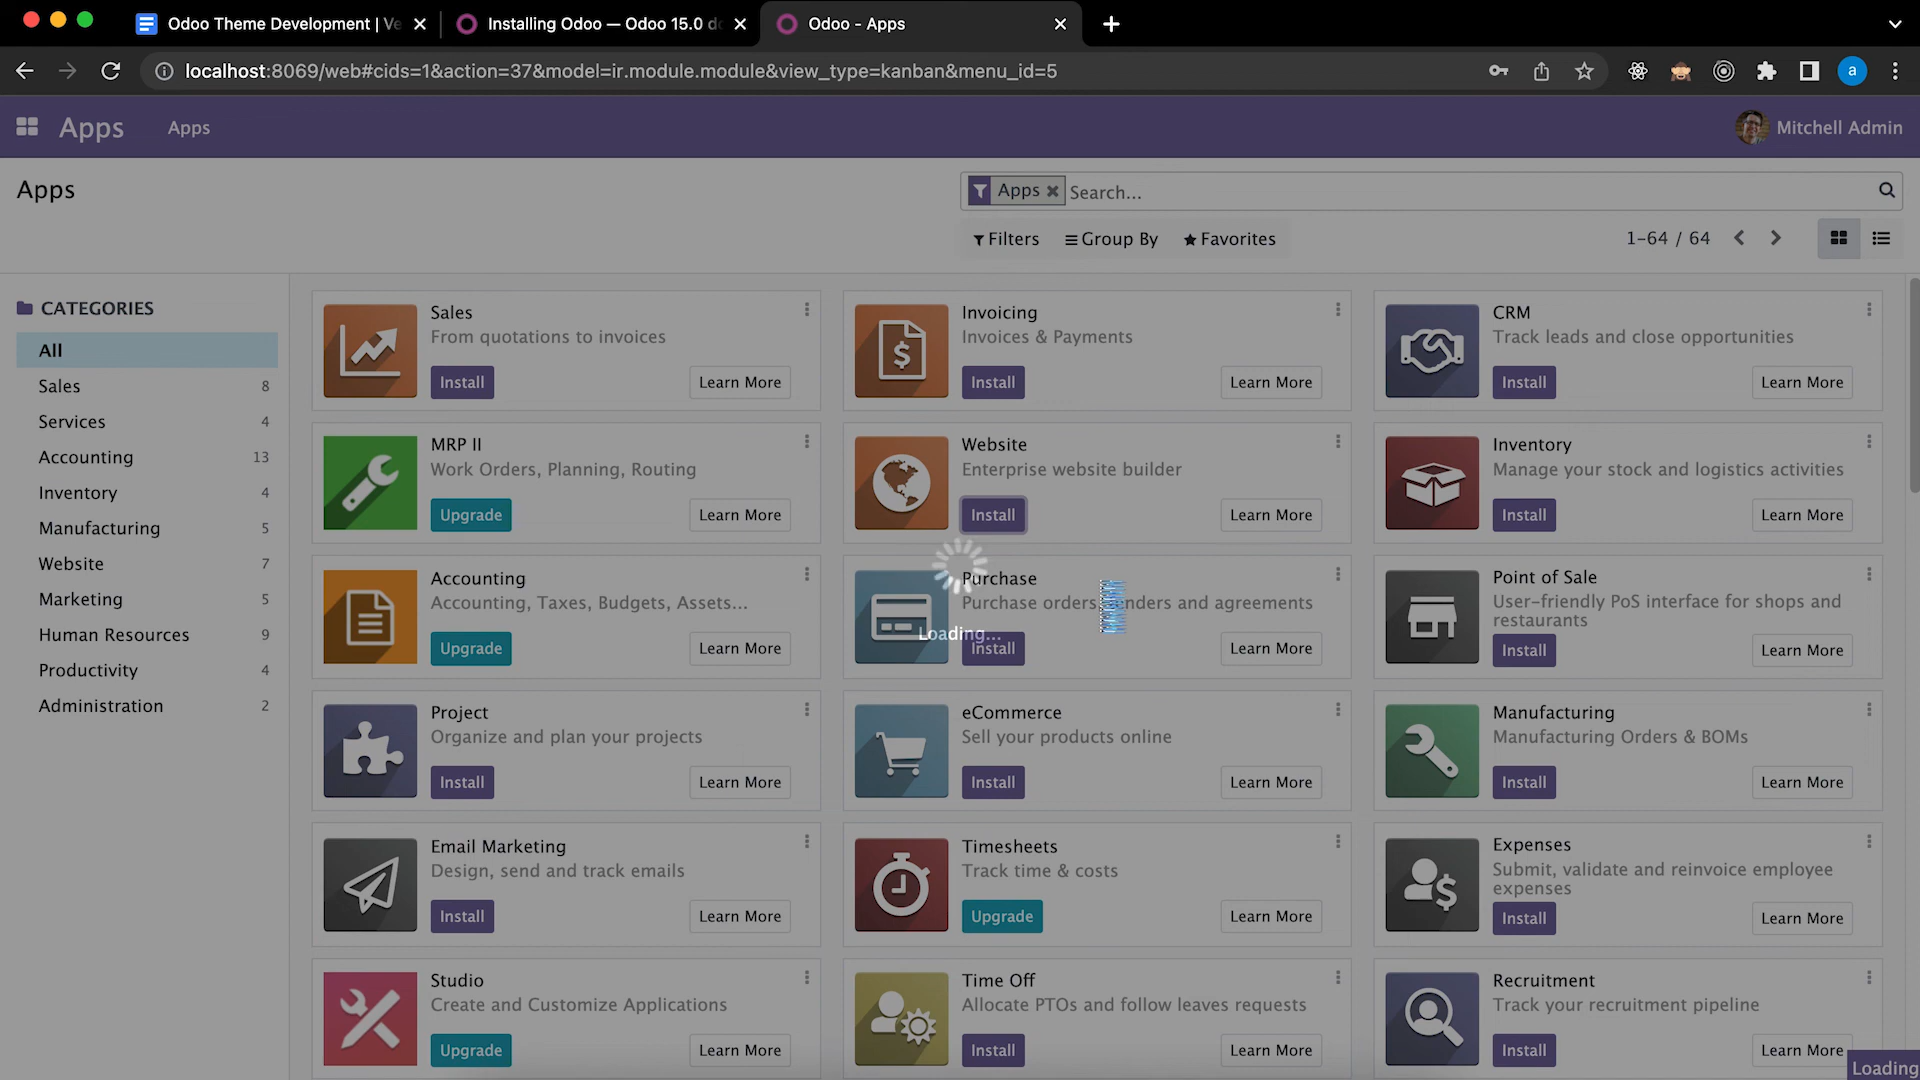 Odoo Theme Development | Ve
Installing Odoo — Odoo 15.0 do
Odoo - Apps
localhost:8069/web#cids=1&action=37&model=ir.module.module&view_type=kanban&menu_id=5
a
Apps
Apps
Mitchell Admin
Apps
Apps
Search...
Filters
Group By
Favorites
1-64 / 64
CATEGORIES
All
Sales 8
Services 4
Accounting 13
Inventory 4
Manufacturing 5
Website 7
Marketing 5
Human Resources 9
Productivity 4
Administration 2
Sales
From quotations to invoices
Install
Learn More
Invoicing
Invoices & Payments
Install
Learn More
CRM
Track leads and close opportunities
Install
Learn More
MRP II
Work Orders, Planning, Routing
Upgrade
Learn More
Website
Enterprise website builder
Install
Learn More
Inventory
Manage your stock and logistics activities
Install
Learn More
Accounting
Accounting, Taxes, Budgets, Assets...
Upgrade
Learn More
Purchase
Purchase orders, tenders and agreements
Loading...
Install
Learn More
Point of Sale
User-friendly PoS interface for shops and
restaurants
Install
Learn More
Project
Organize and plan your projects
Install
Learn More
eCommerce
Sell your products online
Install
Learn More
Manufacturing
Manufacturing Orders & BOMs
Install
Learn More
Email Marketing
Design, send and track emails
Install
Learn More
Timesheets
Track time & costs
Upgrade
Learn More
Expenses
Submit, validate and reinvoice employee
expenses
Install
Learn More
Studio
Create and Customize Applications
Upgrade
Learn More
Time Off
Allocate PTOs and follow leaves requests
Install
Learn More
Recruitment
Track your recruitment pipeline
Install
Learn More
Loading